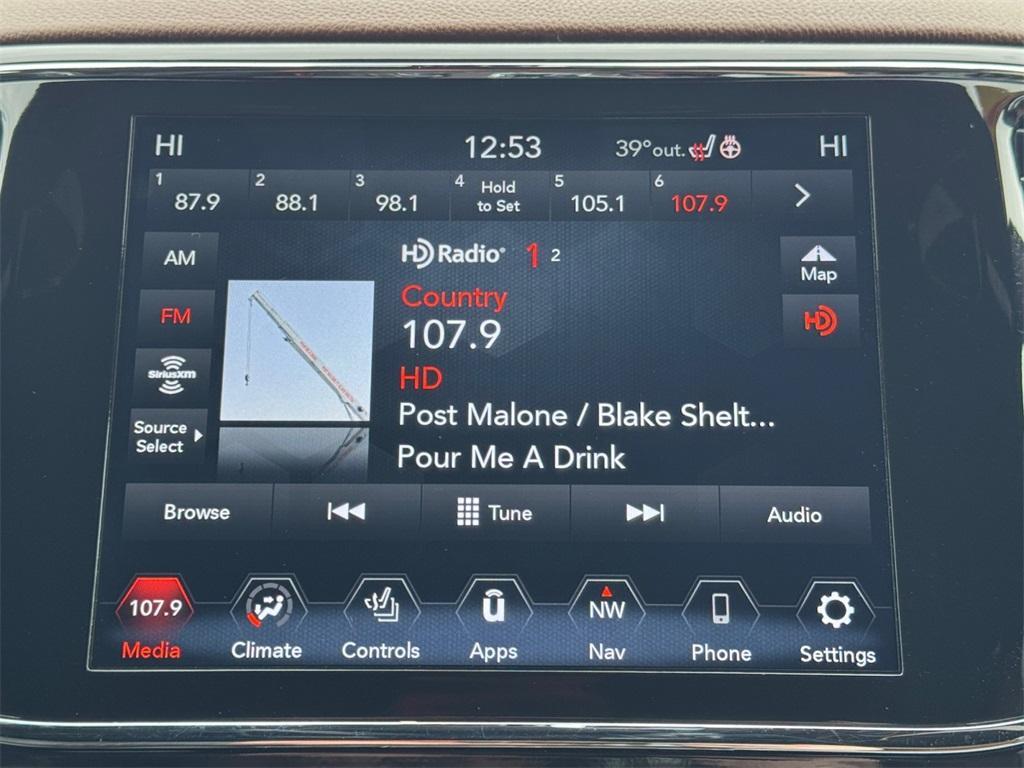 HI 12:53 39° out. HI
1 87.9 2 88.1 3 98.1 4 Hold to Set 5 105.1 6 107.9
AM
HD Radio 1 2
Map
Country
FM
107.9
HD
SiriusXM
HD
Source
Select
Post Malone / Blake Shelt...
Pour Me A Drink
Browse Tune Audio
107.9 NW
Media Climate Controls Apps Nav Phone Settings